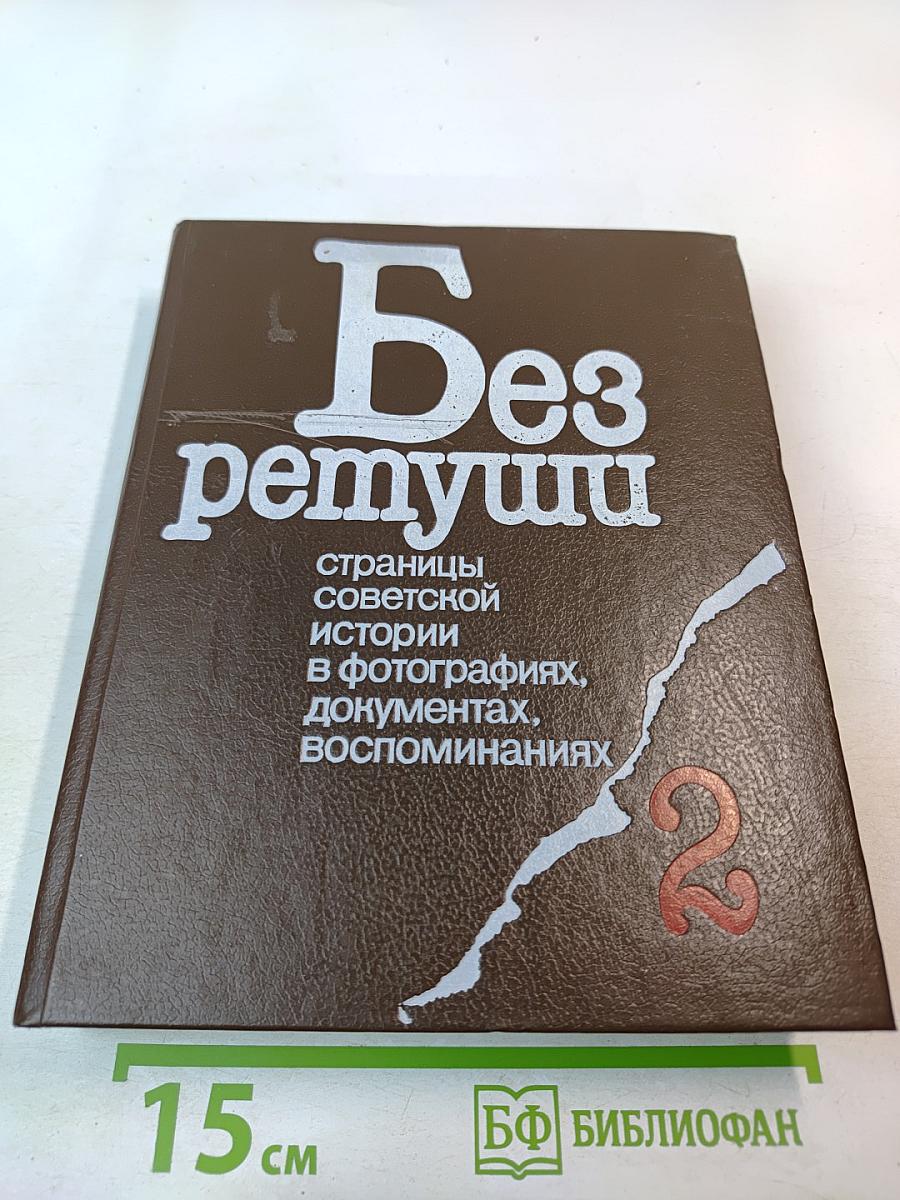 Без
ретуши
страницы
советской
истории
в фотографиях,
документах,
воспоминаниях
2
15 см
БФ БИБЛИОФАН